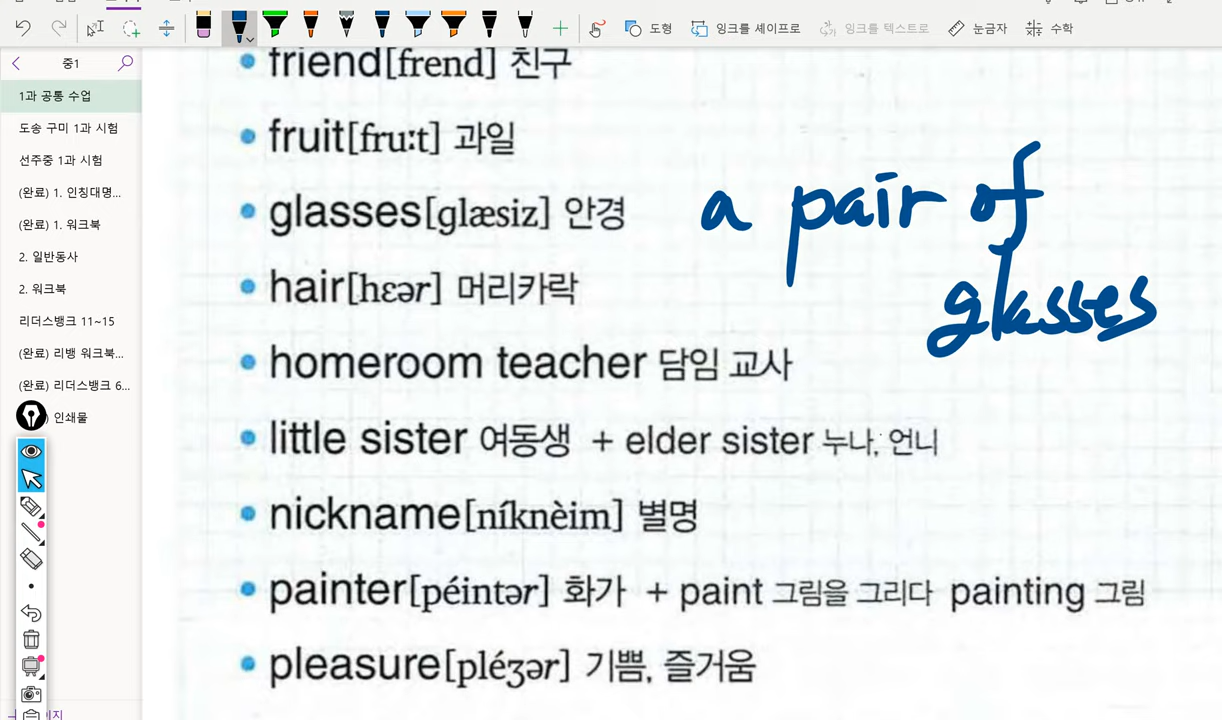 도형
잉크를 셰이프로
잉크를 텍스트로
눈금자
수학
중1
1과 공통 수업
도송 구미 1과 시험
선주중 1과 시험
(완료) 1. 인칭대명...
(완료) 1. 워크북
2. 일반동사
2. 워크북
리더스뱅크 11~15
(완료) 리뱅 워크북...
(완료) 리더스뱅크 6...
인쇄물
friend[frend] 친구
fruit[fru:t] 과일
glasses[glæsiz] 안경
a pair of
glasses
hair[hɛər] 머리카락
homeroom teacher 담임 교사
little sister 여동생 + elder sister 누나, 언니
nickname[níknèim] 별명
painter[péintər] 화가 + paint 그림을 그리다 painting 그림
pleasure[pléʒər] 기쁨, 즐거움